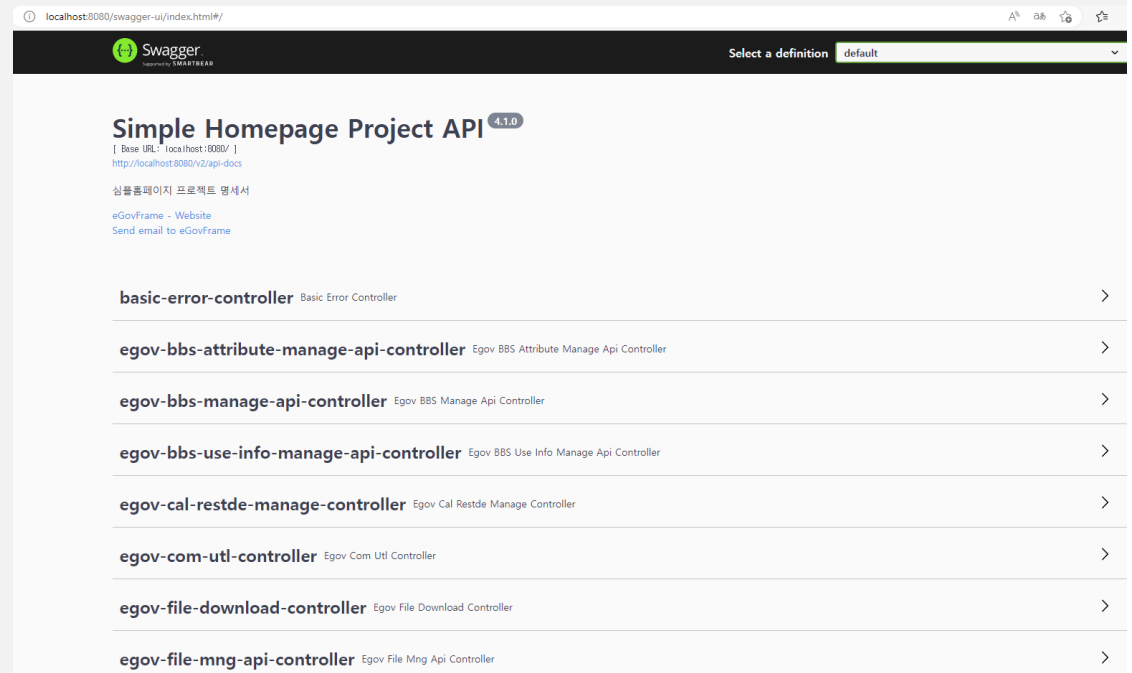 localhost:8080/swagger-ui/index.html#/
Swagger.
Supported by SMARTBEAR
Select a definition
default
Simple Homepage Project API 4.1.0
[ Base URL: localhost:8080/ ]
http://localhost:8080/v2/api-docs
심플홈페이지 프로젝트 명세서
eGovFrame - Website
Send email to eGovFrame
basic-error-controller Basic Error Controller
egov-bbs-attribute-manage-api-controller Egov BBS Attribute Manage Api Controller
egov-bbs-manage-api-controller Egov BBS Manage Api Controller
egov-bbs-use-info-manage-api-controller Egov BBS Use Info Manage Api Controller
egov-cal-restde-manage-controller Egov Cal Restde Manage Controller
egov-com-utl-controller Egov Com Utl Controller
egov-file-download-controller Egov File Download Controller
egov-file-mng-api-controller Egov File Mng Api Controller